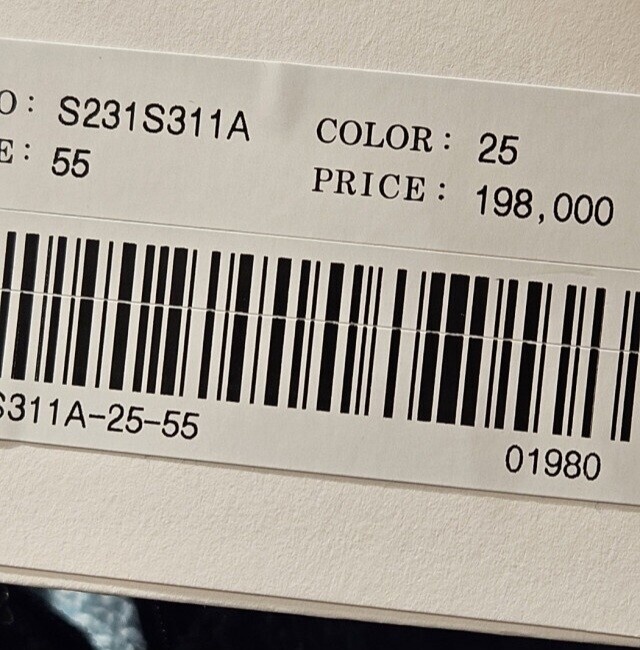 O: S231S311A COLOR: 25
E: 55 PRICE: 198,000
S311A-25-55
01980